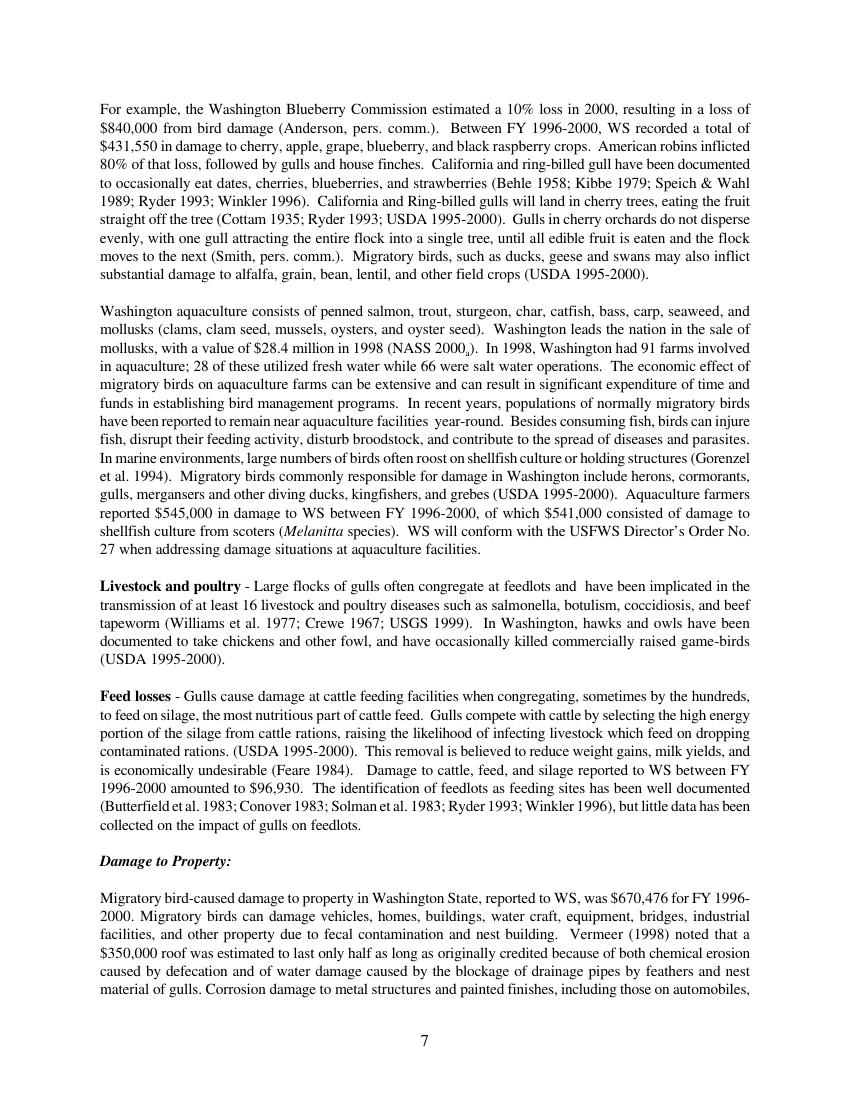 For example, the Washington Blueberry Commission estimated a 10% loss in 2000, resulting in a loss of
$840,000 from bird damage (Anderson, pers. comm.).  Between FY 1996-2000, WS recorded a total of
$431,550 in damage to cherry, apple, grape, blueberry, and black raspberry crops.  American robins inflicted
80% of that loss, followed by gulls and house finches.  California and ring-billed gull have been documented
to occasionally eat dates, cherries, blueberries, and strawberries (Behle 1958; Kibbe 1979; Speich & Wahl
1989; Ryder 1993; Winkler 1996).  California and Ring-billed gulls will land in cherry trees, eating the fruit
straight off the tree (Cottam 1935; Ryder 1993; USDA 1995-2000).  Gulls in cherry orchards do not disperse
evenly, with one gull attracting the entire flock into a single tree, until all edible fruit is eaten and the flock
moves to the next (Smith, pers. comm.).  Migratory birds, such as ducks, geese and swans may also inflict
substantial damage to alfalfa, grain, bean, lentil, and other field crops (USDA 1995-2000).
Washington aquaculture consists of penned salmon, trout, sturgeon, char, catfish, bass, carp, seaweed, and
mollusks (clams, clam seed, mussels, oysters, and oyster seed).  Washington leads the nation in the sale of
mollusks, with a value of $28.4 million in 1998 (NASS 2000a).  In 1998, Washington had 91 farms involved
in aquaculture; 28 of these utilized fresh water while 66 were salt water operations.  The economic effect of
migratory birds on aquaculture farms can be extensive and can result in significant expenditure of time and
funds in establishing bird management programs.  In recent years, populations of normally migratory birds
have been reported to remain near aquaculture facilities  year-round.  Besides consuming fish, birds can injure
fish, disrupt their feeding activity, disturb broodstock, and contribute to the spread of diseases and parasites.
In marine environments, large numbers of birds often roost on shellfish culture or holding structures (Gorenzel
et al. 1994).  Migratory birds commonly responsible for damage in Washington include herons, cormorants,
gulls, mergansers and other diving ducks, kingfishers, and grebes (USDA 1995-2000).  Aquaculture farmers
reported $545,000 in damage to WS between FY 1996-2000, of which $541,000 consisted of damage to
shellfish culture from scoters (Melanitta species).  WS will conform with the USFWS Director's Order No.
27 when addressing damage situations at aquaculture facilities.
Livestock and poultry - Large flocks of gulls often congregate at feedlots and  have been implicated in the
transmission of at least 16 livestock and poultry diseases such as salmonella, botulism, coccidiosis, and beef
tapeworm (Williams et al. 1977; Crewe 1967; USGS 1999).  In Washington, hawks and owls have been
documented to take chickens and other fowl, and have occasionally killed commercially raised game-birds
(USDA 1995-2000).
Feed losses - Gulls cause damage at cattle feeding facilities when congregating, sometimes by the hundreds,
to feed on silage, the most nutritious part of cattle feed.  Gulls compete with cattle by selecting the high energy
portion of the silage from cattle rations, raising the likelihood of infecting livestock which feed on dropping
contaminated rations. (USDA 1995-2000).  This removal is believed to reduce weight gains, milk yields, and
is economically undesirable (Feare 1984).   Damage to cattle, feed, and silage reported to WS between FY
1996-2000 amounted to $96,930.  The identification of feedlots as feeding sites has been well documented
(Butterfield et al. 1983; Conover 1983; Solman et al. 1983; Ryder 1993; Winkler 1996), but little data has been
collected on the impact of gulls on feedlots.
Damage to Property:
Migratory bird-caused damage to property in Washington State, reported to WS, was $670,476 for FY 1996-
2000. Migratory birds can damage vehicles, homes, buildings, water craft, equipment, bridges, industrial
facilities, and other property due to fecal contamination and nest building.  Vermeer (1998) noted that a
$350,000 roof was estimated to last only half as long as originally credited because of both chemical erosion
caused by defecation and of water damage caused by the blockage of drainage pipes by feathers and nest
material of gulls. Corrosion damage to metal structures and painted finishes, including those on automobiles,
7